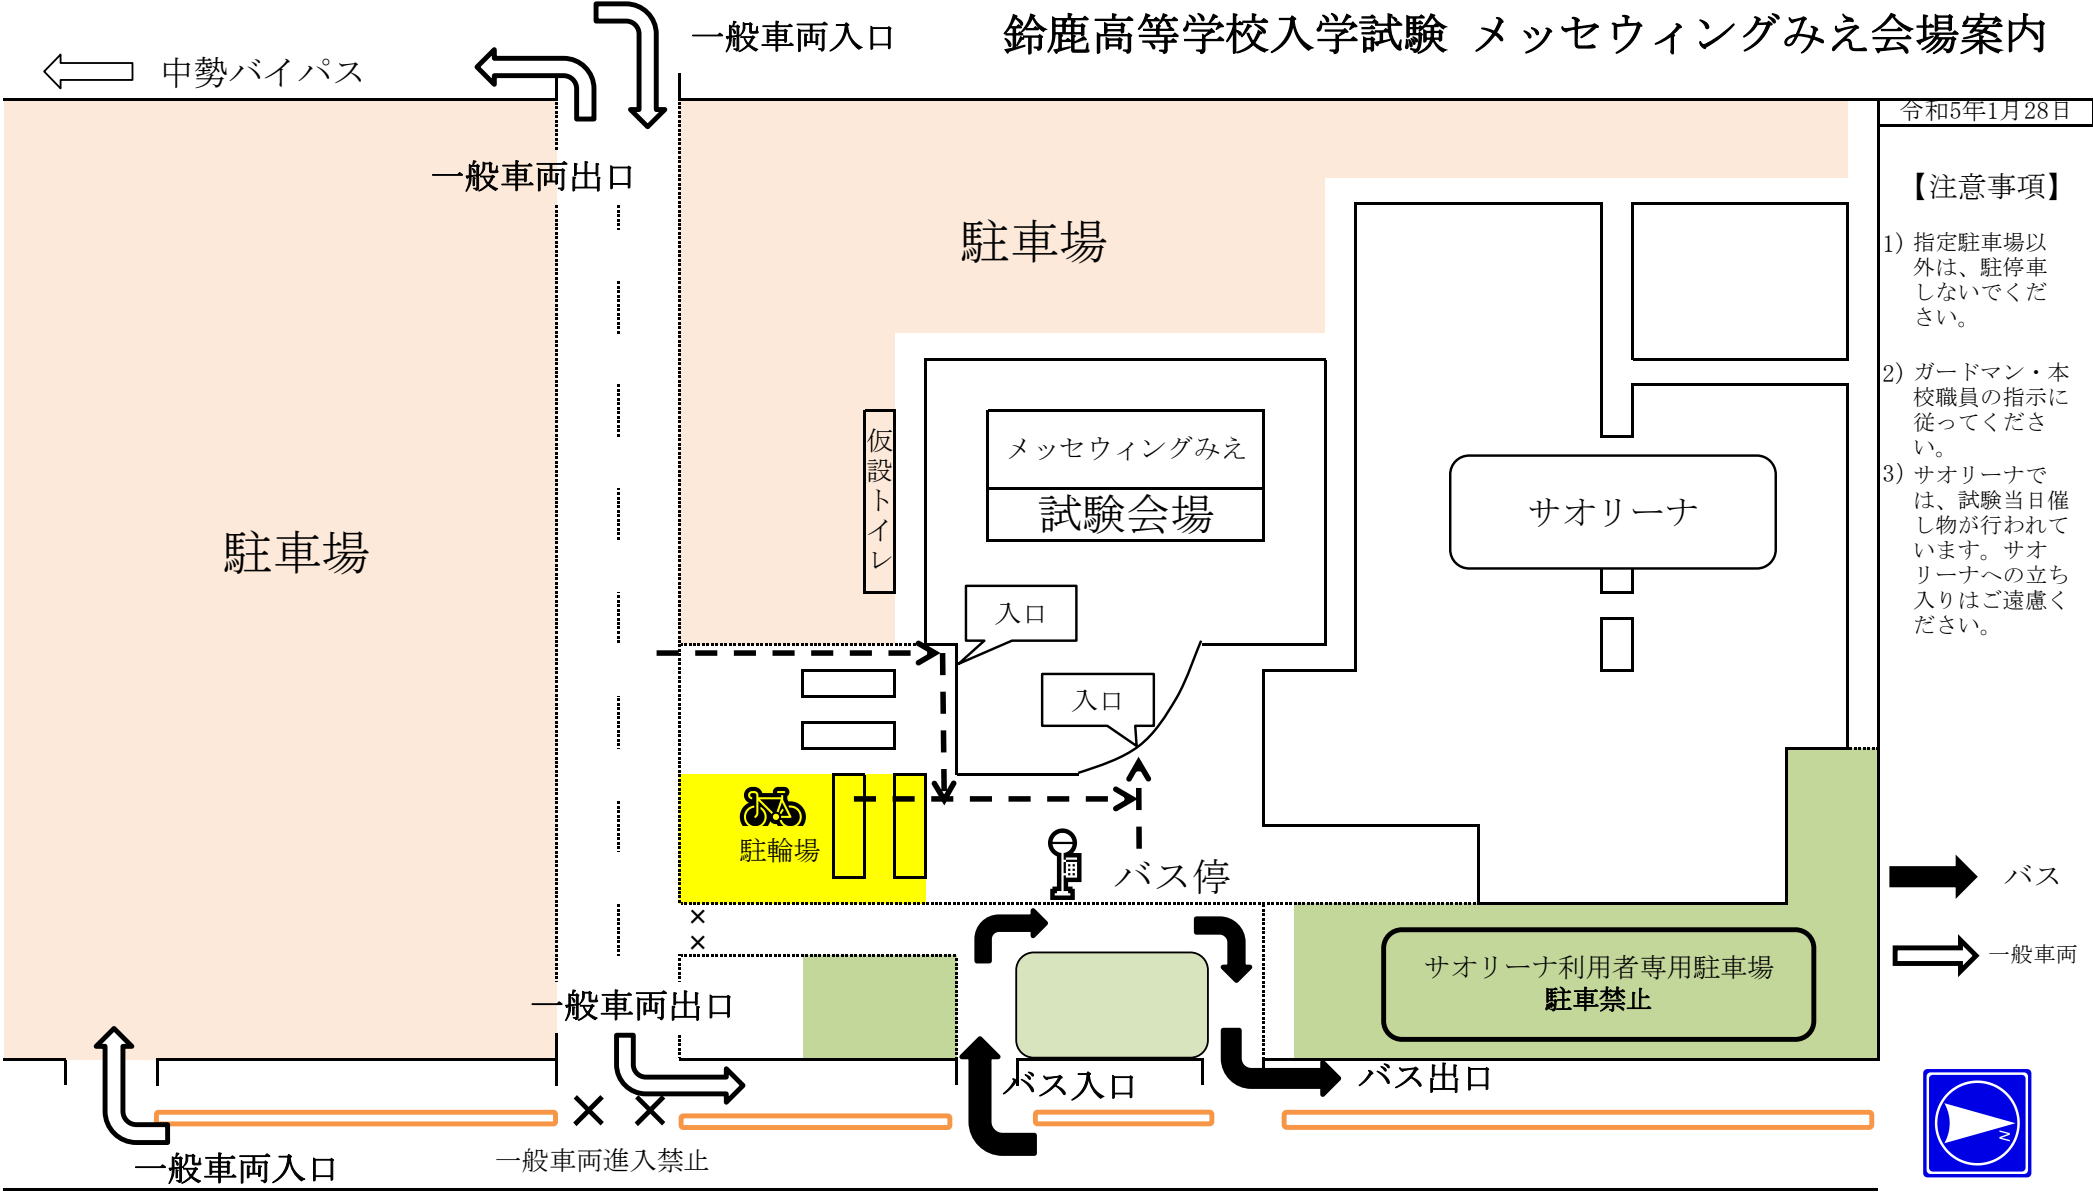 鈴鹿高等学校入学試験 メッセウィングみえ会場案内
一般車両入口
中勢バイパス
令和5年1月28日
一般車両出口
【注意事項】
1) 指定駐車場以
外は、駐停車
しないでくだ
さい。
2) ガードマン・本
校職員の指示に
従ってくださ
い。
3) サオリーナで
は、試験当日催
し物が行われて
います。サオ
リーナへの立ち
入りはご遠慮く
ださい。
駐車場
仮設トイレ
メッセウィングみえ
試験会場
サオリーナ
駐車場
入口
入口
駐輪場
バス停
バス
一般車両
サオリーナ利用者専用駐車場
駐車禁止
一般車両出口
バス入口
バス出口
一般車両入口
一般車両進入禁止
N